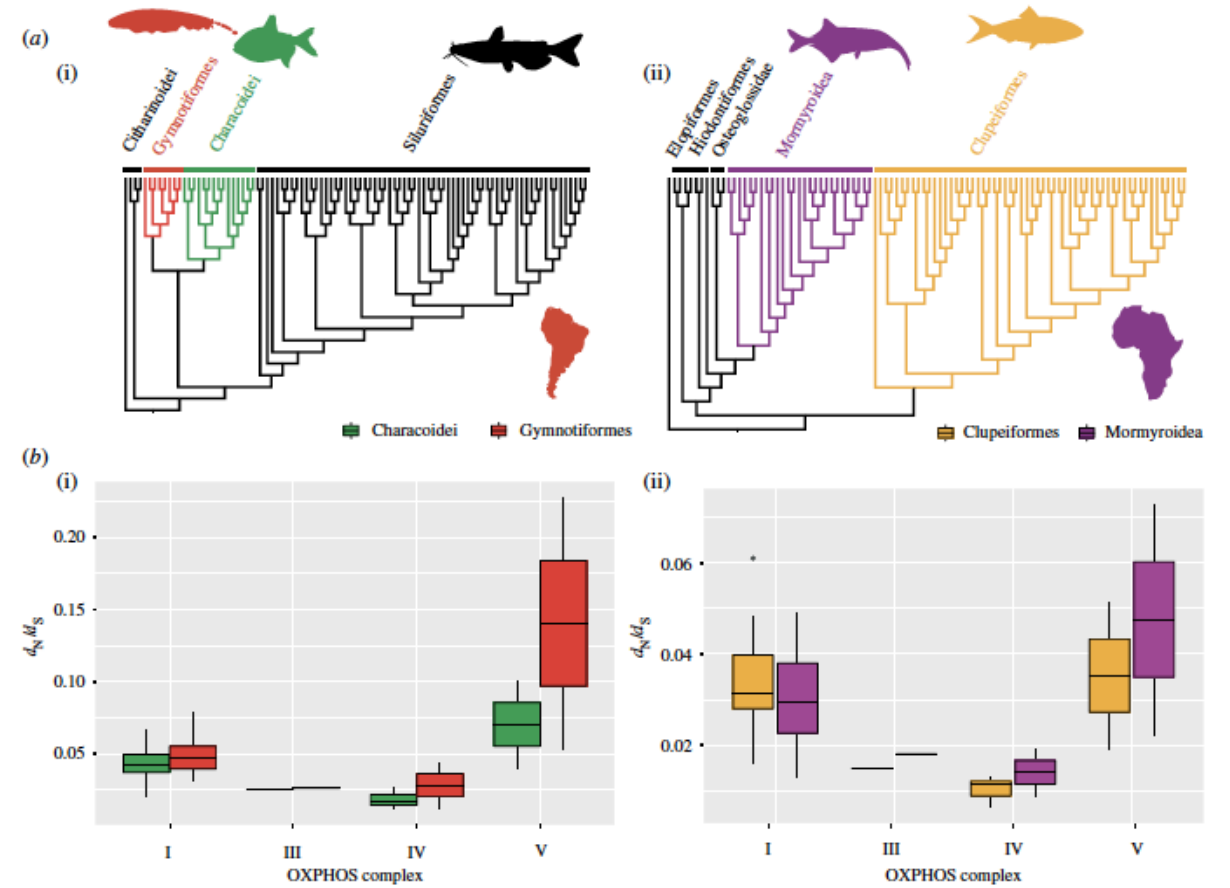 (a)
(i)
Citharinoidei
Gymnotiformes
Characoidei
Siluriformes
Characoidei
Gymnotiformes
(ii)
Elopiformes
Hiodontiformes
Osteoglossidae
Mormyroidea
Clupeiformes
Clupeiformes
Mormyroidea
(b)
(i)
0.20
0.15
0.10
0.05
dN/dS
I III IV V
OXPHOS complex
(ii)
0.06
0.04
0.02
dN/dS
I III IV V
OXPHOS complex